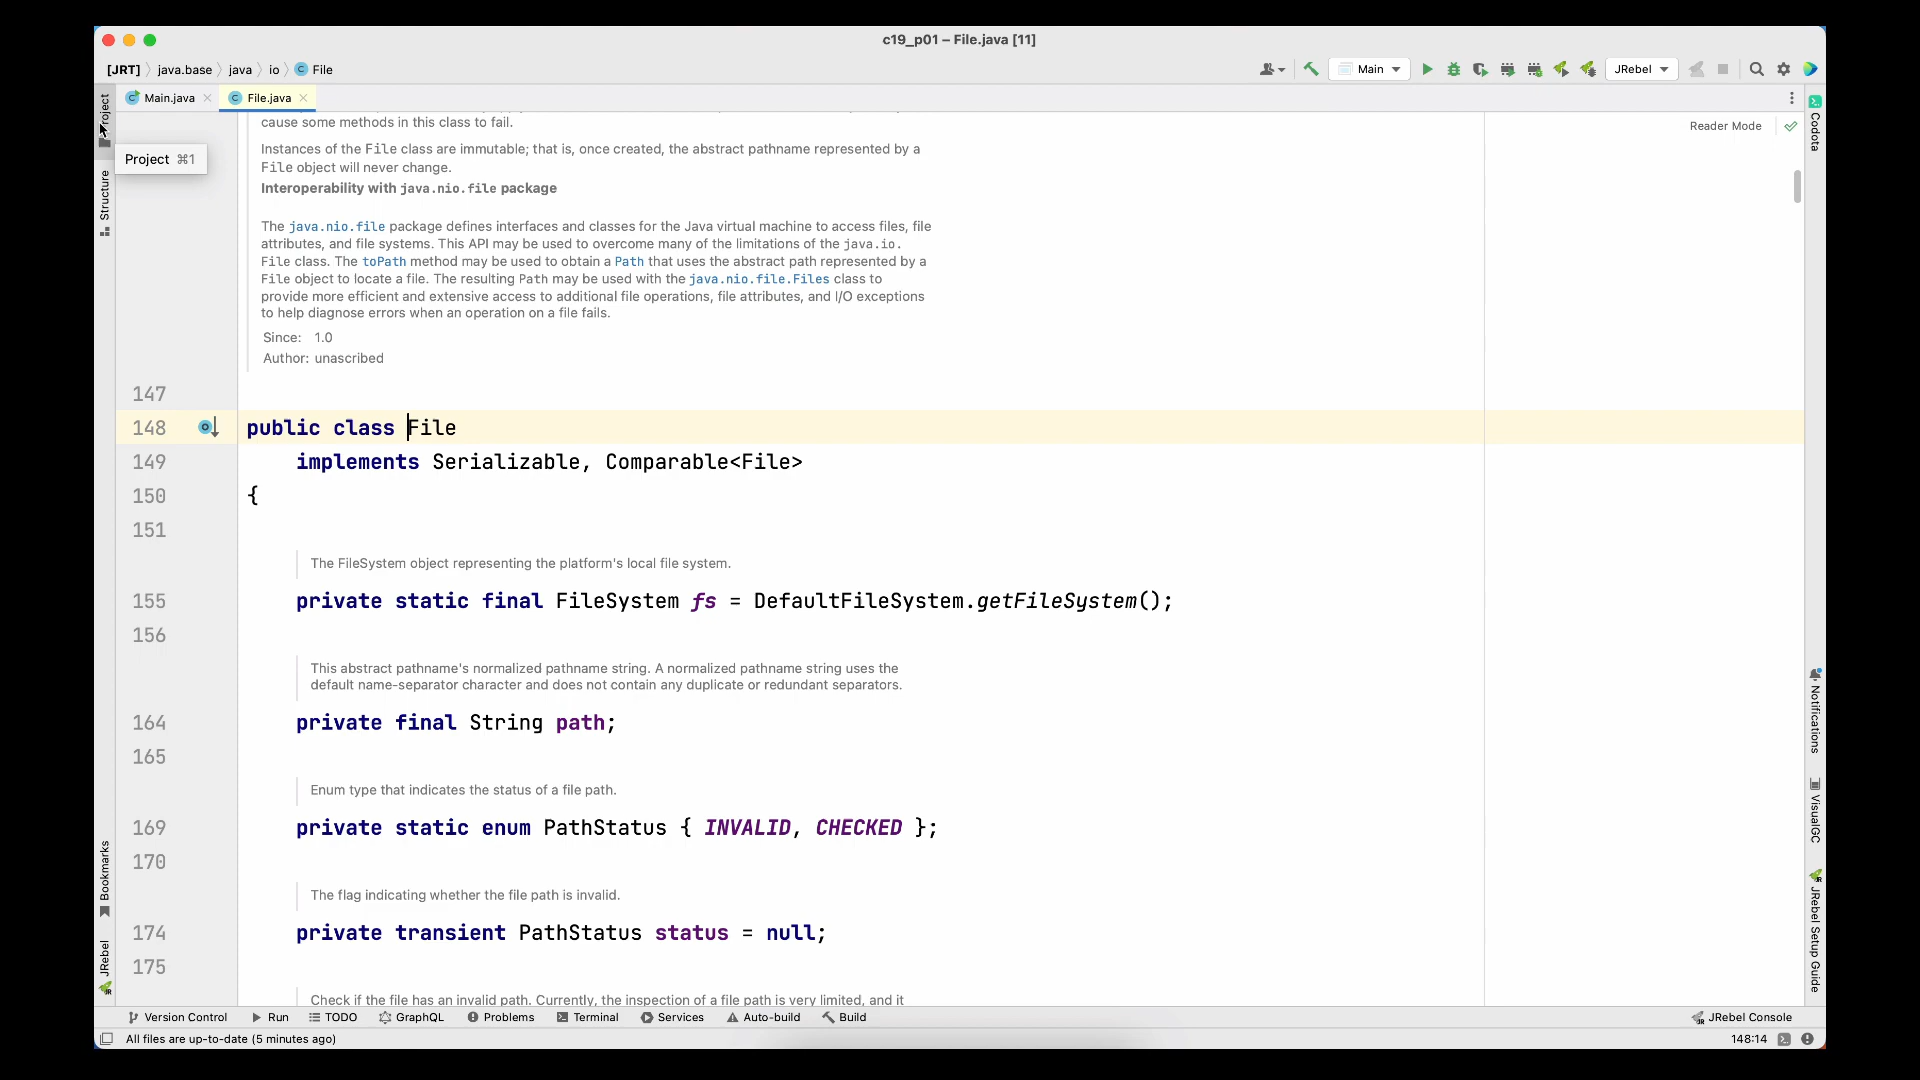 c19_p01 – File.java [11]
[JRT] java.base java io File
Main JRebel
Main.java File.java
Project
Project ⌘1
Structure
Bookmarks
JRebel
Reader Mode
Codota
Notifications
VisualGC
JRebel Setup Guide
cause some methods in this class to fail.
Instances of the File class are immutable; that is, once created, the abstract pathname represented by a
File object will never change.
Interoperability with java.nio.file package
The java.nio.file package defines interfaces and classes for the Java virtual machine to access files, file
attributes, and file systems. This API may be used to overcome many of the limitations of the java.io.
File class. The toPath method may be used to obtain a Path that uses the abstract path represented by a
File object to locate a file. The resulting Path may be used with the java.nio.file.Files class to
provide more efficient and extensive access to additional file operations, file attributes, and I/O exceptions
to help diagnose errors when an operation on a file fails.
Since: 1.0
Author: unascribed
147
148 public class File
149 implements Serializable, Comparable<File>
150 {
151
The FileSystem object representing the platform's local file system.
155 private static final FileSystem fs = DefaultFileSystem.getFileSystem();
156
This abstract pathname's normalized pathname string. A normalized pathname string uses the
default name-separator character and does not contain any duplicate or redundant separators.
164 private final String path;
165
Enum type that indicates the status of a file path.
169 private static enum PathStatus { INVALID, CHECKED };
170
The flag indicating whether the file path is invalid.
174 private transient PathStatus status = null;
175
Check if the file has an invalid path. Currently, the inspection of a file path is very limited, and it
Version Control Run TODO GraphQL Problems Terminal Services Auto-build Build JRebel Console
All files are up-to-date (5 minutes ago) 148:14